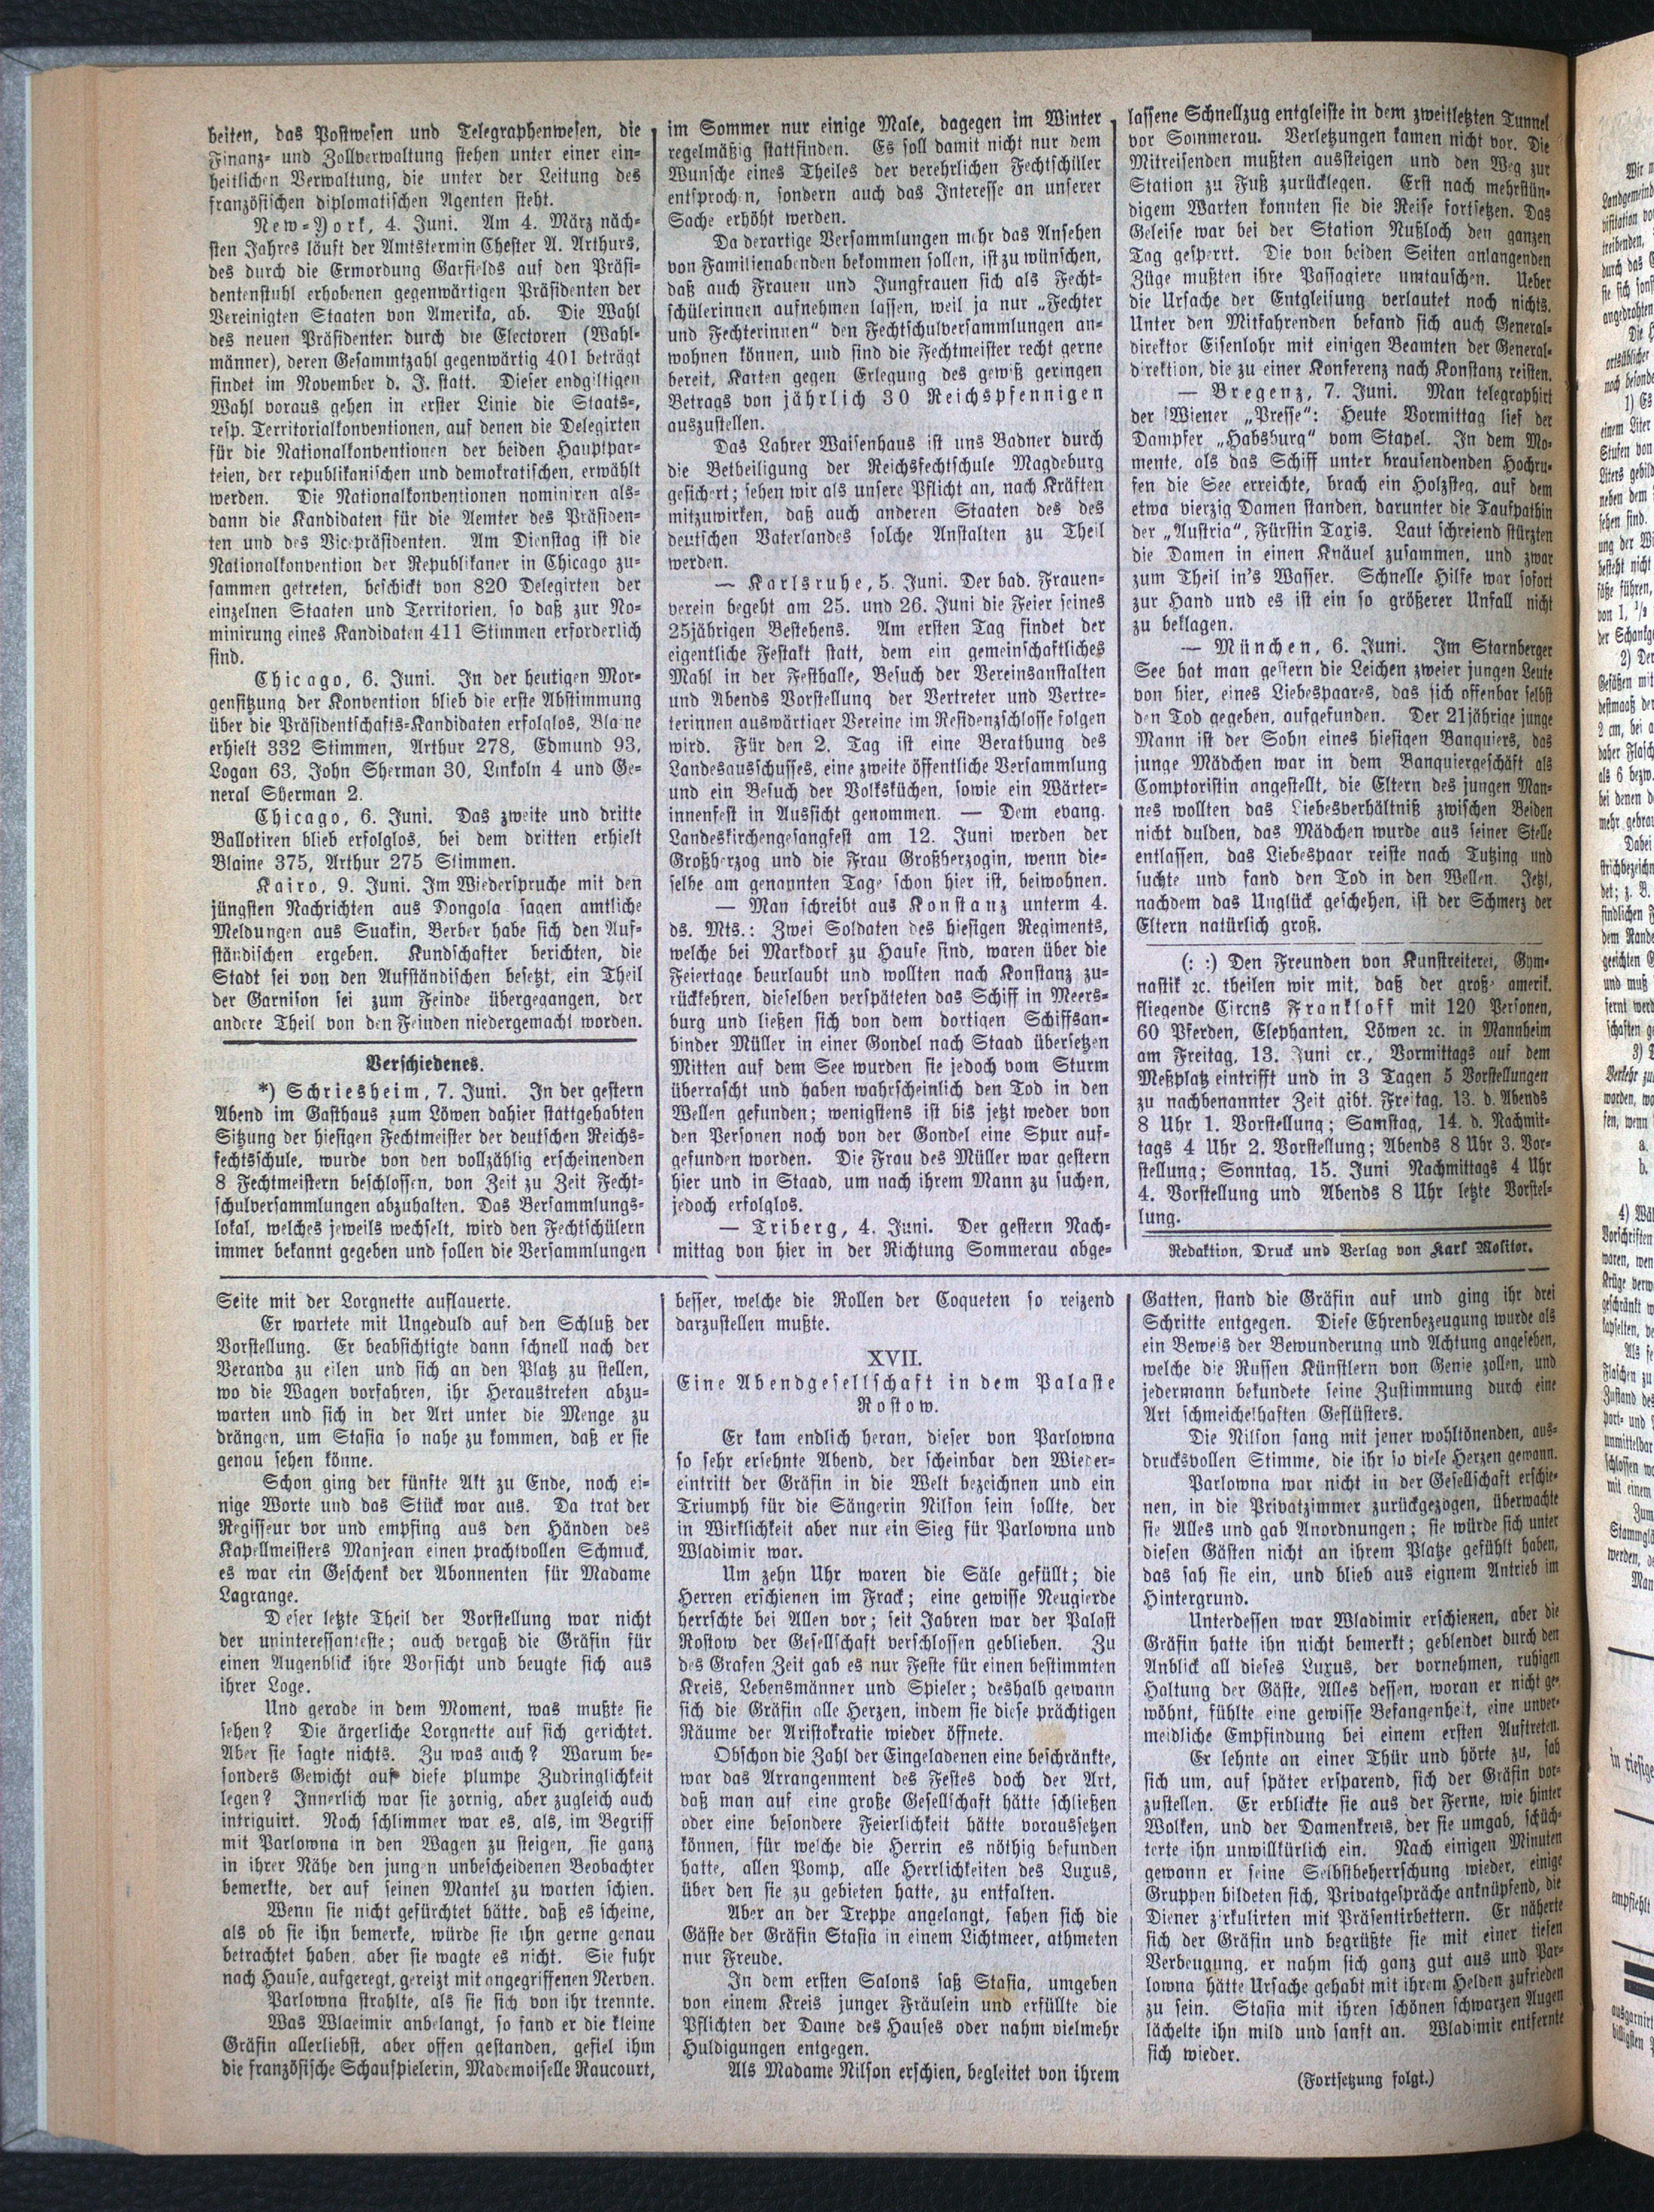 beiten, das Postwesen und Telegraphenwesen, die
Finanz- und Zollverwaltung stehen unter einer ein-
heitlichen Verwaltung, die unter der Leitung des
französischen diplomatischen Agenten steht.
New-York, 4. Juni. Am 4. März näch-
sten Jahres läuft der Amtstermin Chester A. Arthurs,
des durch die Ermordung Garfields auf den Präsi-
dentenstuhl erhobenen gegenwärtigen Präsidenten der
Vereinigten Staaten von Amerika, ab. Die Wahl
des neuen Präsidenten durch die Electoren (Wahl-
männer), deren Gesammtzahl gegenwärtig 401 beträgt
findet im November d. J. statt. Dieser endgiltigen
Wahl voraus gehen in erster Linie die Staats-,
resp. Territorialkonventionen, auf denen die Delegirten
für die Nationalkonventionen der beiden Hauptpar-
teien, der republikanischen und demokratischen, erwählt
werden. Die Nationalkonventionen nominiren als-
dann die Kandidaten für die Aemter des Präsiden-
ten und des Vicepräsidenten. Am Dienstag ist die
Nationalkonvention der Republikaner in Chicago zu-
sammen getreten, beschickt von 820 Delegirten der
einzelnen Staaten und Territorien, so daß zur No-
minirung eines Kandidaten 411 Stimmen erforderlich
sind.
Chicago, 6. Juni. In der heutigen Mor-
gensitzung der Konvention blieb die erste Abstimmung
über die Präsidentschafts-Kandidaten erfolglos, Blaine
erhielt 332 Stimmen, Arthur 278, Edmund 93,
Logan 63, John Sherman 30, Linkoln 4 und Ge-
neral Sherman 2.
Chicago, 6. Juni. Das zweite und dritte
Ballotiren blieb erfolglos, bei dem dritten erhielt
Blaine 375, Arthur 275 Stimmen.
Kairo, 9. Juni. Im Wiederspruche mit den
jüngsten Nachrichten aus Dongola sagen amtliche
Meldungen aus Suakin, Berber habe sich den Auf-
ständischen ergeben. Kundschafter berichten, die
Stadt sei von den Aufständischen besetzt, ein Theil
der Garnison sei zum Feinde übergegangen, der
andere Theil von den Feinden niedergemacht worden.
Verschiedenes.
*) Schriesheim, 7. Juni. In der gestern
Abend im Gasthaus zum Löwen dahier stattgehabten
Sitzung der hiesigen Fechtmeister der deutschen Reichs-
fechtsschule, wurde von den vollzählig erscheinenden
8 Fechtmeistern beschlossen, von Zeit zu Zeit Fecht-
schulversammlungen abzuhalten. Das Versammlungs-
lokal, welches jeweils wechselt, wird den Fechtschülern
immer bekannt gegeben und sollen die Versammlungen
im Sommer nur einige Male, dagegen im Winter
regelmäßig stattfinden. Es soll damit nicht nur dem
Wunsche eines Theiles der verehrlichen Fechtschüler
entsprochen, sondern auch das Interesse an unserer
Sache erhöht werden.
Da derartige Versammlungen mehr das Ansehen
von Familienabenden bekommen sollen, ist zu wünschen,
daß auch Frauen und Jungfrauen sich als Fecht-
schülerinnen aufnehmen lassen, weil ja nur „Fechter
und Fechterinnen“ den Fechtschulversammlungen an-
wohnen können, und sind die Fechtmeister recht gerne
bereit, Karten gegen Erlegung des gewiß geringen
Betrags von jährlich 30 Reichspfennigen
auszustellen.
Das Lahrer Waisenhaus ist uns Badner durch
die Betheiligung der Reichsfechtschule Magdeburg
gesichert; sehen wir als unsere Pflicht an, nach Kräften
mitzuwirken, daß auch anderen Staaten des des
deutschen Vaterlandes solche Anstalten zu Theil
werden.
— Karlsruhe, 5. Juni. Der bad. Frauen-
verein begeht am 25. und 26. Juni die Feier seines
25jährigen Bestehens. Am ersten Tag findet der
eigentliche Festakt statt, dem ein gemeinschaftliches
Mahl in der Festhalle, Besuch der Vereinsanstalten
und Abends Vorstellung der Vertreter und Vertre-
terinnen auswärtiger Vereine im Residenzschlosse folgen
wird. Für den 2. Tag ist eine Berathung des
Landesausschusses, eine zweite öffentliche Versammlung
und ein Besuch der Volksküchen, sowie ein Wärter-
innenfest in Aussicht genommen. — Dem evang.
Landeskirchengesangfest am 12. Juni werden der
Großherzog und die Frau Großherzogin, wenn die-
selbe am genannten Tage schon hier ist, beiwohnen.
— Man schreibt aus Konstanz unterm 4.
ds. Mts.: Zwei Soldaten des hiesigen Regiments,
welche bei Markdorf zu Hause sind, waren über die
Feiertage beurlaubt und wollten nach Konstanz zu-
rückkehren, dieselben verspäteten das Schiff in Meers-
burg und ließen sich von dem dortigen Schiffsan-
binder Müller in einer Gondel nach Staad übersetzen
Mitten auf dem See wurden sie jedoch vom Sturm
überrascht und haben wahrscheinlich den Tod in den
Wellen gefunden; wenigstens ist bis jetzt weder von
den Personen noch von der Gondel eine Spur auf-
gefunden worden. Die Frau des Müller war gestern
hier und in Staad, um nach ihrem Mann zu suchen,
jedoch erfolglos.
— Triberg, 4. Juni. Der gestern Nach-
mittag von hier in der Richtung Sommerau abge-
lassene Schnellzug entgleiste in dem zweitletzten Tunnel
vor Sommerau. Verletzungen kamen nicht vor. Die
Mitreisenden mußten aussteigen und den Weg zur
Station zu Fuß zurücklegen. Erst nach mehrstün-
digem Warten konnten sie die Reise fortsetzen. Das
Geleise war bei der Station Nußloch den ganzen
Tag gesperrt. Die von beiden Seiten anlangenden
Züge mußten ihre Passagiere umtauschen. Ueber
die Ursache der Entgleisung verlautet noch nichts.
Unter den Mitfahrenden befand sich auch General-
direktor Eisenlohr mit einigen Beamten der General-
direktion, die zu einer Konferenz nach Konstanz reisten.
— Bregenz, 7. Juni. Man telegraphirt
der Wiener „Presse“: Heute Vormittag lief der
Dampfer „Habsburg“ vom Stapel. In dem Mo-
mente, als das Schiff unter brausendenden Hochru-
fen die See erreichte, brach ein Holzsteg, auf dem
etwa vierzig Damen standen, darunter die Taufpathin
der „Austria“, Fürstin Taxis. Laut schreiend stürzten
die Damen in einen Knäuel zusammen, und zwar
zum Theil in's Wasser. Schnelle Hilfe war sofort
zur Hand und es ist ein so größerer Unfall nicht
zu beklagen.
— München, 6. Juni. Im Starnberger
See hat man gestern die Leichen zweier jungen Leute
von hier, eines Liebespaares, das sich offenbar selbst
den Tod gegeben, aufgefunden. Der 21jährige junge
Mann ist der Sohn eines hiesigen Banquiers, das
junge Mädchen war in dem Banquiergeschäft als
Comptoristin angestellt, die Eltern des jungen Man-
nes wollten das Liebesverhältniß zwischen Beiden
nicht dulden, das Mädchen wurde aus seiner Stelle
entlassen, das Liebespaar reiste nach Tutzing und
suchte und fand den Tod in den Wellen. Jetzt,
nachdem das Unglück geschehen, ist der Schmerz der
Eltern natürlich groß.
(: :) Den Freunden von Kunstreiterei, Gym-
nastik ꝛc. theilen wir mit, daß der große amerik.
fliegende Circus Frankloff mit 120 Personen,
60 Pferden, Elephanten, Löwen ꝛc. in Mannheim
am Freitag, 13. Juni cr., Vormittags auf dem
Meßplatz eintrifft und in 3 Tagen 5 Vorstellungen
zu nachbenannter Zeit gibt. Freitag, 13. d. Abends
8 Uhr 1. Vorstellung; Samstag, 14. d. Nachmit-
tags 4 Uhr 2. Vorstellung; Abends 8 Uhr 3. Vor-
stellung; Sonntag, 15. Juni Nachmittags 4 Uhr
4. Vorstellung und Abends 8 Uhr letzte Vorstel-
lung.
Redaktion, Druck und Verlag von Karl Molitor.
Seite mit der Lorgnette auflauerte.
Er wartete mit Ungeduld auf den Schluß der
Vorstellung. Er beabsichtigte dann schnell nach der
Veranda zu eilen und sich an den Platz zu stellen,
wo die Wagen vorfahren, ihr Heraustreten abzu-
warten und sich in der Art unter die Menge zu
drängen, um Stasia so nahe zu kommen, daß er sie
genau sehen könne.
Schon ging der fünfte Akt zu Ende, noch ei-
nige Worte und das Stück war aus. Da trat der
Regisseur vor und empfing aus den Händen des
Kapellmeisters Manjean einen prachtvollen Schmuck,
es war ein Geschenk der Abonnenten für Madame
Lagrange.
Dieser letzte Theil der Vorstellung war nicht
der uninteressanteste; auch vergaß die Gräfin für
einen Augenblick ihre Vorsicht und beugte sich aus
ihrer Loge.
Und gerade in dem Moment, was mußte sie
sehen? Die ärgerliche Lorgnette auf sich gerichtet.
Aber sie sagte nichts. Zu was auch? Warum be-
sonders Gewicht auf diese plumpe Zudringlichkeit
legen? Innerlich war sie zornig, aber zugleich auch
intriguirt. Noch schlimmer war es, als, im Begriff
mit Parlowna in den Wagen zu steigen, sie ganz
in ihrer Nähe den jungen unbescheidenen Beobachter
bemerkte, der auf seinen Mantel zu warten schien.
Wenn sie nicht gefürchtet hätte, daß es scheine,
als ob sie ihn bemerke, würde sie ihn gerne genau
betrachtet haben, aber sie wagte es nicht. Sie fuhr
nach Hause, aufgeregt, gereizt mit angegriffenen Nerven.
Parlowna strahlte, als sie sich von ihr trennte.
Was Wlaeimir anbelangt, so fand er die kleine
Gräfin allerliebst, aber offen gestanden, gefiel ihm
die französische Schauspielerin, Mademoiselle Raucourt,
besser, welche die Rollen der Coqueten so reizend
darzustellen mußte.
XVII.
Eine Abendgesellschaft in dem Palaste
Rostow.
Er kam endlich heran, dieser von Parlowna
so sehr ersehnte Abend, der scheinbar den Wieder-
eintritt der Gräfin in die Welt bezeichnen und ein
Triumph für die Sängerin Nilson sein sollte, der
in Wirklichkeit aber nur ein Sieg für Parlowna und
Wladimir war.
Um zehn Uhr waren die Säle gefüllt; die
Herren erschienen im Frack; eine gewisse Neugierde
herrschte bei Allen vor; seit Jahren war der Palast
Rostow der Gesellschaft verschlossen geblieben. Zu
des Grafen Zeit gab es nur Feste für einen bestimmten
Kreis, Lebensmänner und Spieler; deshalb gewann
sich die Gräfin alle Herzen, indem sie diese prächtigen
Räume der Aristokratie wieder öffnete.
Obschon die Zahl der Eingeladenen eine beschränkte,
war das Arrangenment des Festes doch der Art,
daß man auf eine große Gesellschaft hätte schließen
oder eine besondere Feierlichkeit hätte voraussetzen
können, für welche die Herrin es nöthig befunden
hatte, allen Pomp, alle Herrlichkeiten des Luxus,
über den sie zu gebieten hatte, zu entfalten.
Aber an der Treppe angelangt, sahen sich die
Gäste der Gräfin Stasia in einem Lichtmeer, athmeten
nur Freude.
In dem ersten Salons saß Stasia, umgeben
von einem Kreis junger Fräulein und erfüllte die
Pflichten der Dame des Hauses oder nahm vielmehr
Huldigungen entgegen.
Als Madame Nilson erschien, begleitet von ihrem
Gatten, stand die Gräfin auf und ging ihr drei
Schritte entgegen. Diese Ehrenbezeugung wurde als
ein Beweis der Bewunderung und Achtung angesehen,
welche die Russen Künstlern von Genie zollen, und
jedermann bekundete seine Zustimmung durch eine
Art schmeichelhaften Geflüsters.
Die Nilson sang mit jener wohltönenden, aus-
drucksvollen Stimme, die ihr so viele Herzen gewann.
Parlowna war nicht in der Gesellschaft erschie-
nen, in die Privatzimmer zurückgezogen, überwachte
sie Alles und gab Anordnungen; sie würde sich unter
diesen Gästen nicht an ihrem Platze gefühlt haben,
das sah sie ein, und blieb aus eignem Antrieb im
Hintergrund.
Unterdessen war Wladimir erschienen, aber die
Gräfin hatte ihn nicht bemerkt; geblendet durch den
Anblick all dieses Luxus, der vornehmen, ruhigen
Haltung der Gäste, Alles dessen, woran er nicht ge-
wöhnt, fühlte eine gewisse Befangenheit, eine unver-
meidliche Empfindung bei einem ersten Auftreten.
Er lehnte an einer Thür und hörte zu, sah
sich um, auf später ersparend, sich der Gräfin vor-
zustellen. Er erblickte sie aus der Ferne, wie hinter
Wolken, und der Damenkreis, der sie umgab, schüch-
terte ihn unwillkürlich ein. Nach einigen Minuten
gewann er seine Selbstbeherrschung wieder, einige
Gruppen bildeten sich, Privatgespräche anknüpfend, die
Diener zirkulirten mit Präsentirbettern. Er näherte
sich der Gräfin und begrüßte sie mit einer tiefen
Verbeugung, er nahm sich ganz gut aus und Par-
lowna hätte Ursache gehabt mit ihrem Helden zufrieden
zu sein. Stasia mit ihren schönen schwarzen Augen
lächelte ihn mild und sanft an. Wladimir entfernte
sich wieder.
(Fortsetzung folgt.)